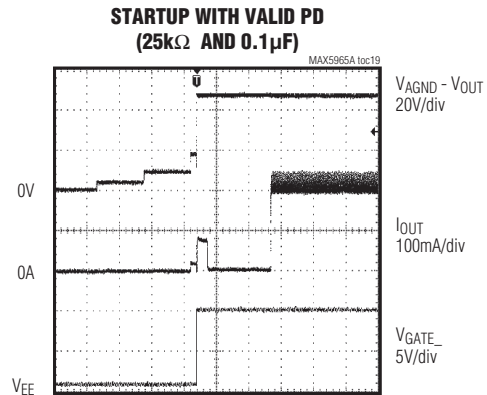 STARTUP WITH VALID PD
(25kΩ AND 0.1µF)
MAX5965A toc19
T
VAGND - VOUT
20V/div
0V
IOUT
100mA/div
0A
VGATE_
5V/div
VEE